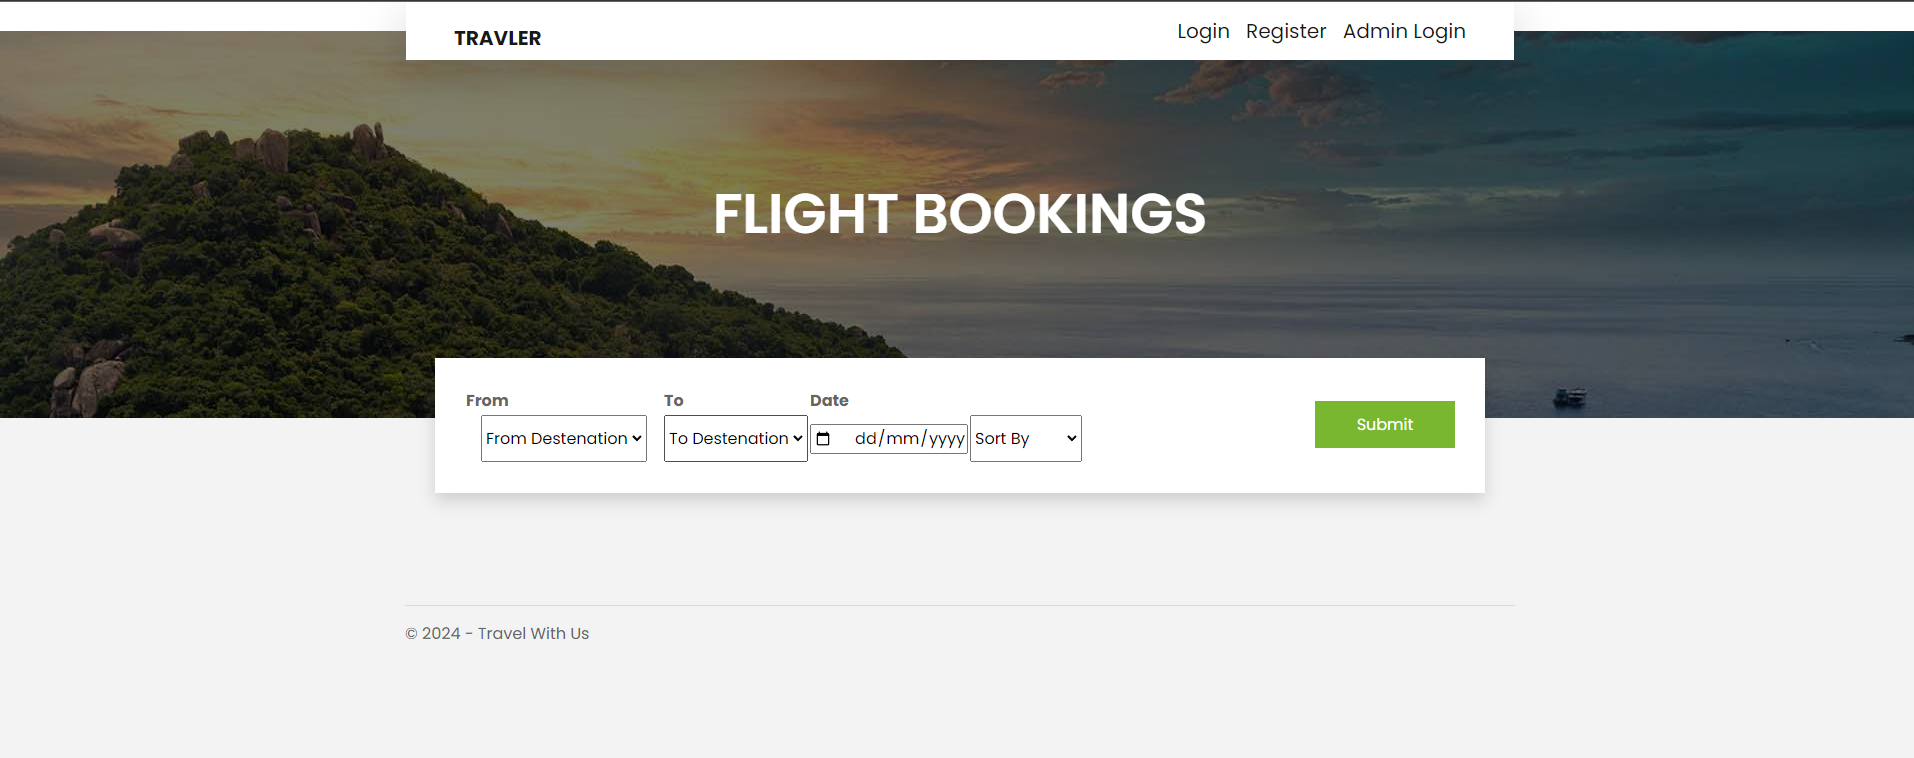 TRAVLER
Login Register Admin Login
FLIGHT BOOKINGS
From To Date
From Destenation To Destenation dd/mm/yyyy Sort By
Submit
© 2024 - Travel With Us